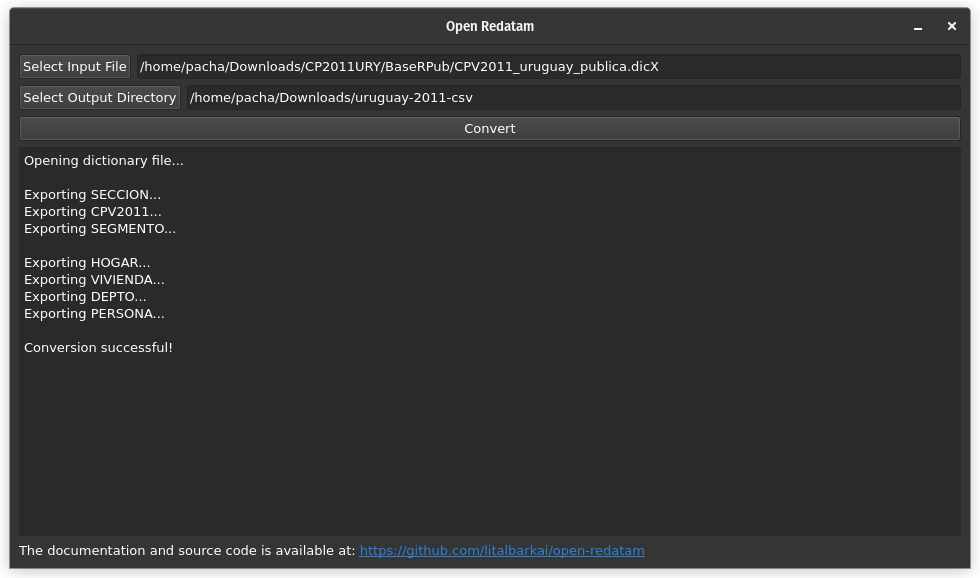 Open Redatam
Select Input File /home/pacha/Downloads/CP2011URY/BaseRPub/CPV2011_uruguay_publica.dicX
Select Output Directory /home/pacha/Downloads/uruguay-2011-csv
Convert
Opening dictionary file...
Exporting SECCION...
Exporting CPV2011...
Exporting SEGMENTO...
Exporting HOGAR...
Exporting VIVIENDA...
Exporting DEPTO...
Exporting PERSONA...
Conversion successful!
The documentation and source code is available at: https://github.com/litalbarkai/open-redatam